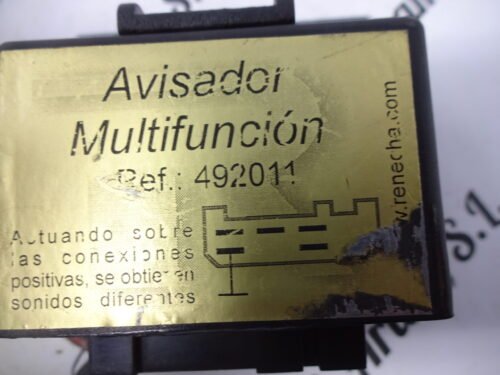 Avisador
Multifunción
Ref.: 492011
Actuando sobre
las conexiones
positivas, se obtienen
sonidos diferentes
www.renecha.com
S.L.